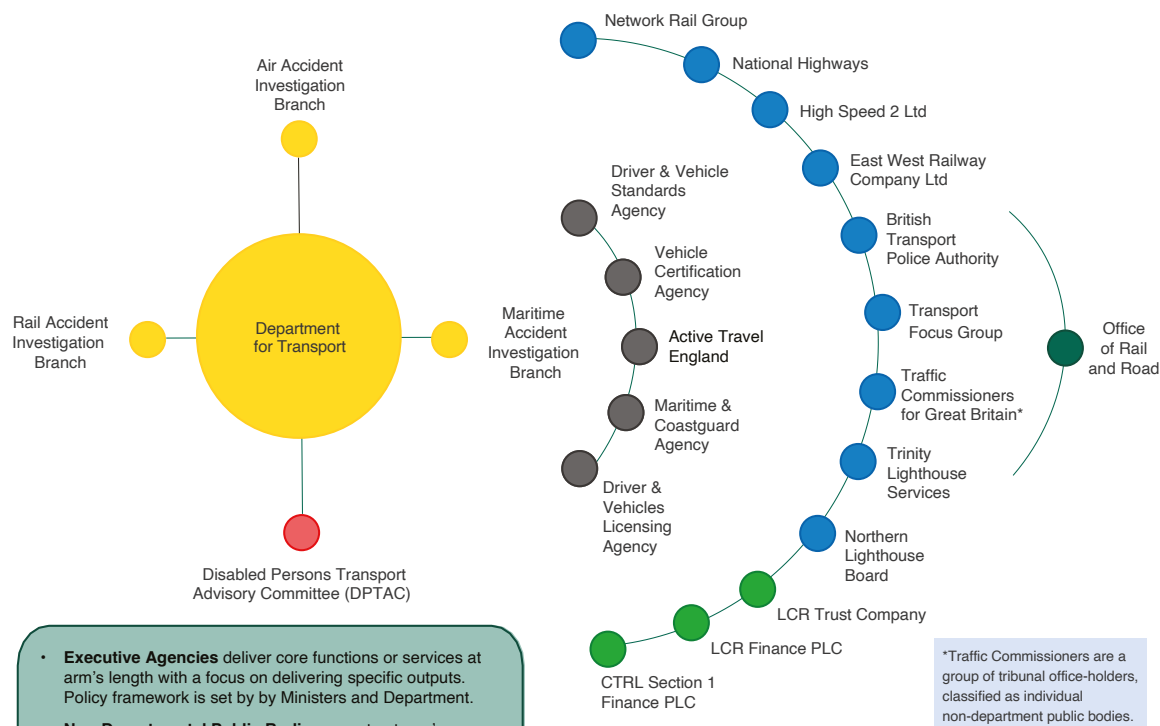 Network Rail Group
National Highways
High Speed 2 Ltd
East West Railway
Company Ltd
British
Transport
Police Authority
Transport
Focus Group
Traffic
Commissioners
for Great Britain*
Trinity
Lighthouse
Services
Northern
Lighthouse
Board
LCR Trust Company
LCR Finance PLC
CTRL Section 1
Finance PLC
Air Accident
Investigation
Branch
Rail Accident
Investigation
Branch
Department
for Transport
Maritime
Accident
Investigation
Branch
Disabled Persons Transport
Advisory Committee (DPTAC)
Driver & Vehicle
Standards
Agency
Vehicle
Certification
Agency
Active Travel
England
Maritime &
Coastguard
Agency
Driver &
Vehicles
Licensing
Agency
Office
of Rail
and Road
• Executive Agencies deliver core functions or services at
arm's length with a focus on delivering specific outputs.
Policy framework is set by by Ministers and Department.
*Traffic Commissioners are a
group of tribunal office-holders,
classified as individual
non-department public bodies.